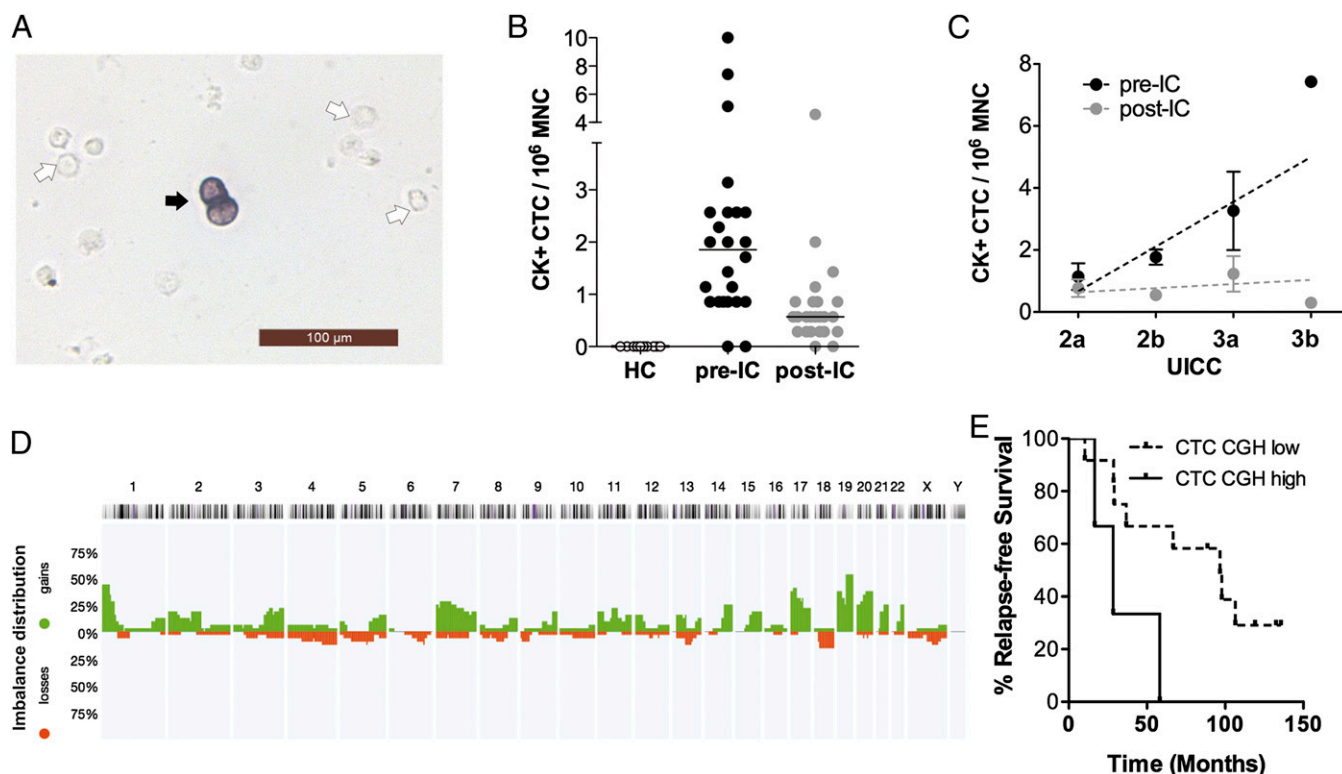 A
100 µm
B
CK+ CTC / 10⁶ MNC
10
8
6
4
2
3
2
1
0
HC
pre-IC
post-IC
C
CK+ CTC / 10⁶ MNC
8
6
4
2
0
pre-IC
post-IC
2a
2b
3a
3b
UICC
D
1 2 3 4 5 6 7 8 9 10 11 12 13 14 15 16 17 18 19 20 21 22 X Y
Imbalance distribution
losses
gains
75%
50%
25%
0%
25%
50%
75%
E
% Relapse-free Survival
100
80
60
40
20
0
CTC CGH low
CTC CGH high
0
50
100
150
Time (Months)